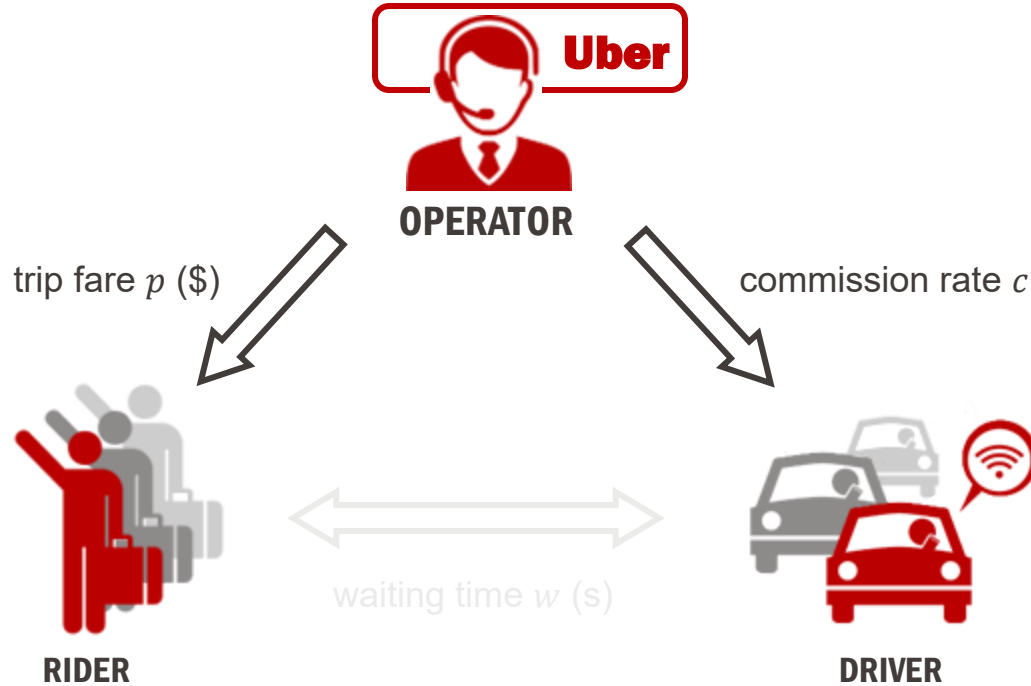 Uber
OPERATOR
trip fare p ($)
commission rate c
waiting time w (s)
RIDER
DRIVER